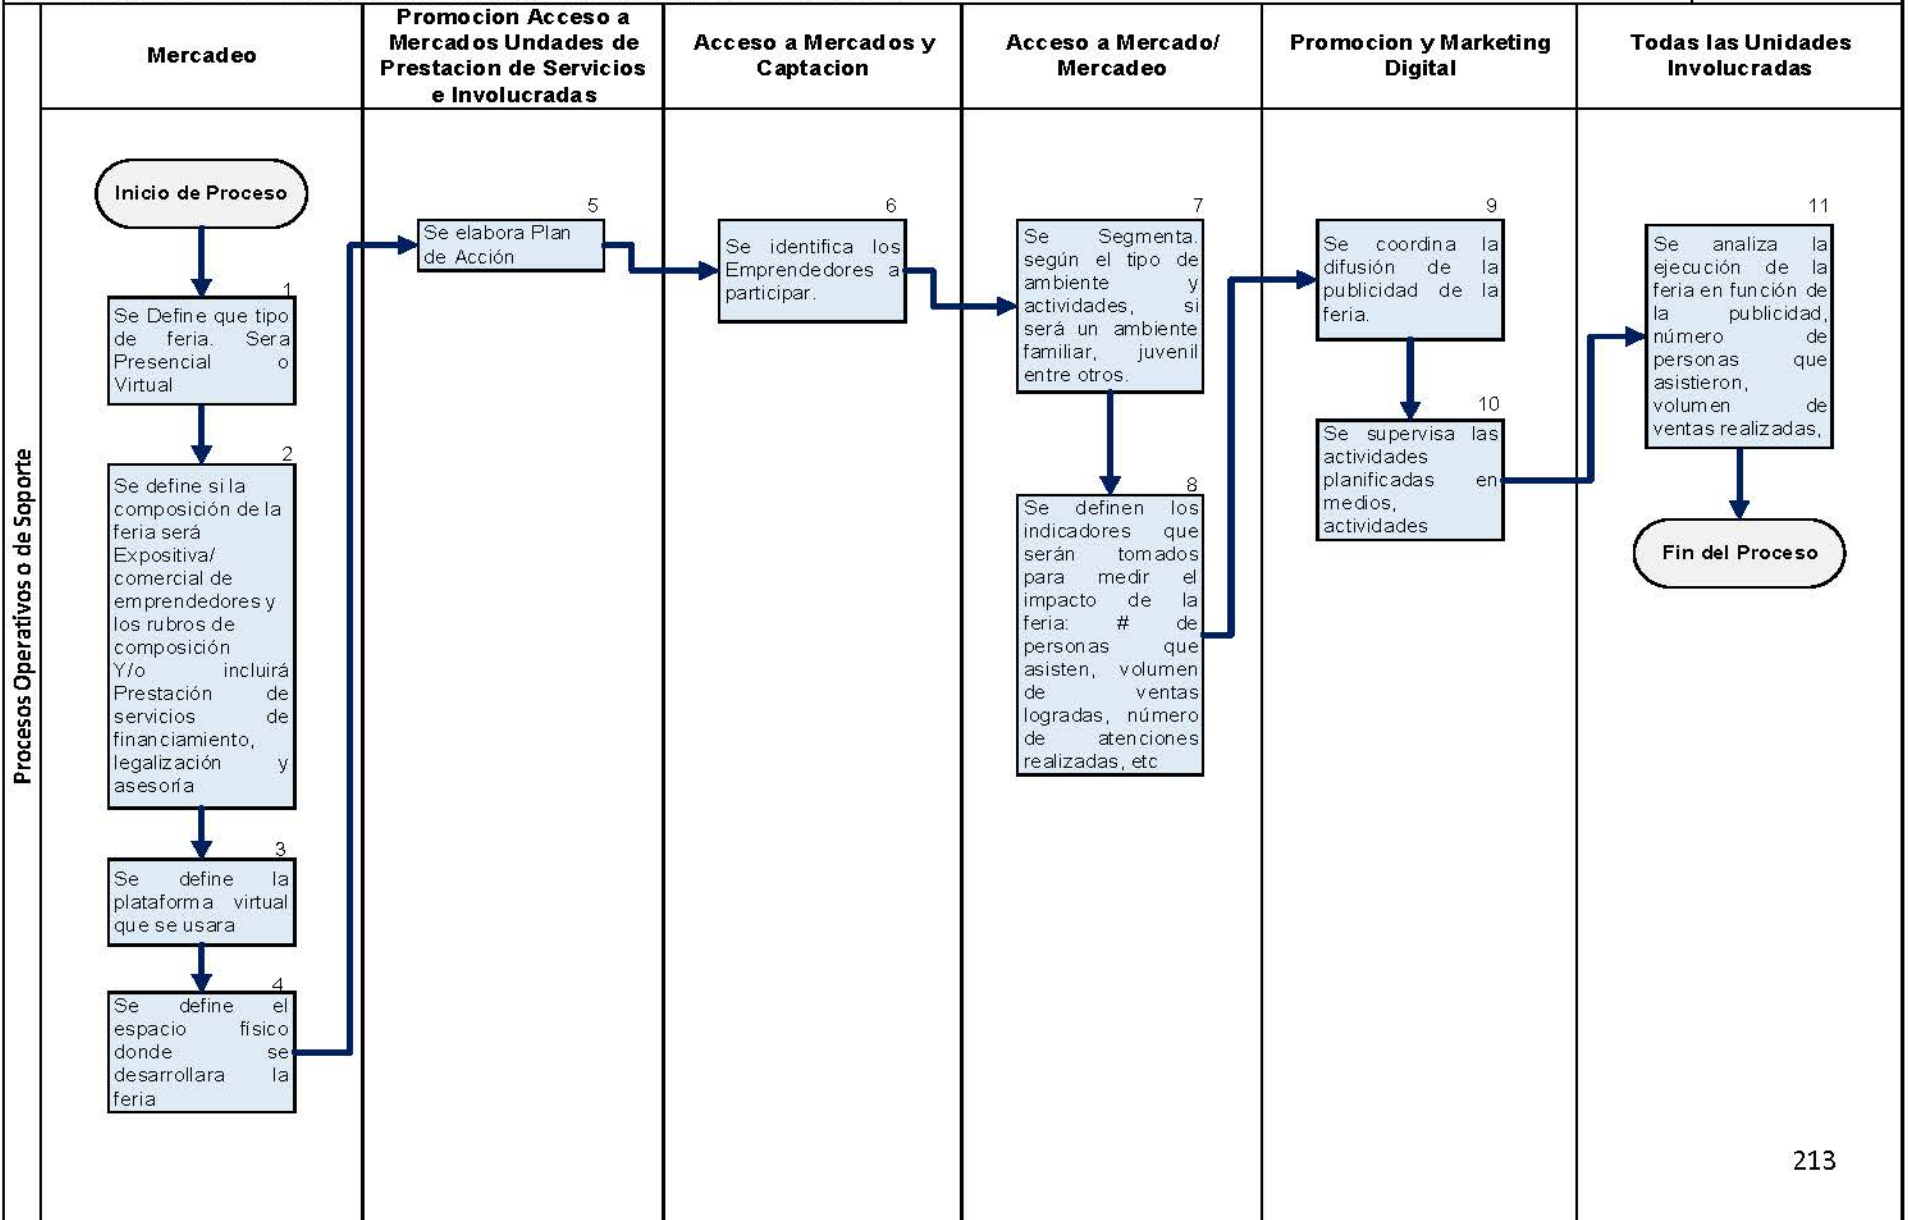 Mercadeo
Promocion Acceso a
Mercados Undades de
Prestacion de Servicios
e Involucradas
Acceso a Mercados y
Captacion
Acceso a Mercado/
Mercadeo
Promocion y Marketing
Digital
Todas las Unidades
Involucradas
Procesos Operativos o de Soporte
Inicio de Proceso
1
Se Define que tipo
de feria. Sera
Presencial o
Virtual
2
Se define si la
composición de la
feria será
Expositiva/
comercial de
emprendedores y
los rubros de
composición
Y/o incluirá
Prestación de
servicios de
financiamiento,
legalización y
asesoría
3
Se define la
plataforma virtual
que se usara
4
Se define el
espacio físico
donde se
desarrollara la
feria
5
Se elabora Plan
de Acción
6
Se identifica los
Emprendedores a
participar.
7
Se Segmenta.
según el tipo de
ambiente y
actividades, si
será un ambiente
familiar, juvenil
entre otros.
8
Se definen los
indicadores que
serán tomados
para medir el
impacto de la
feria: # de
personas que
asisten, volumen
de ventas
logradas, número
de atenciones
realizadas, etc
9
Se coordina la
difusión de la
publicidad de la
feria.
10
Se supervisa las
actividades
planificadas en
medios,
actividades
11
Se analiza la
ejecución de la
feria en función de
la publicidad,
número de
personas que
asistieron,
volumen de
ventas realizadas,
Fin del Proceso
213